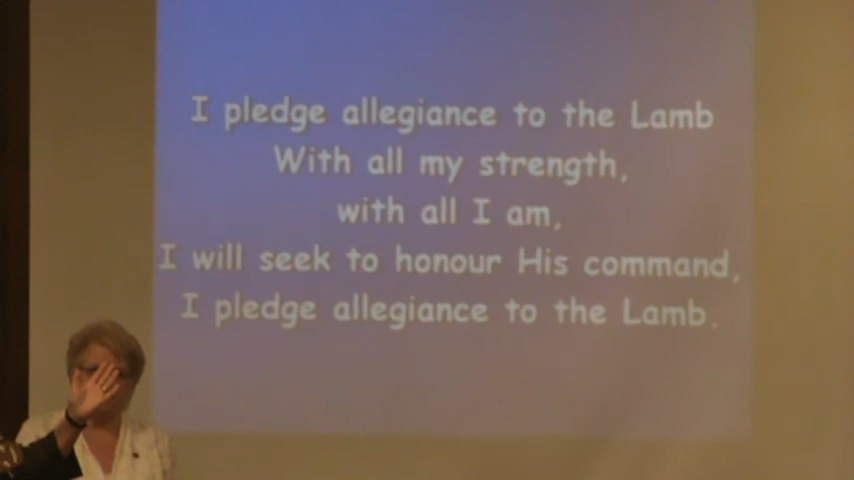 I pledge allegiance to the Lamb
With all my strength,
with all I am,
I will seek to honour His command,
I pledge allegiance to the Lamb.